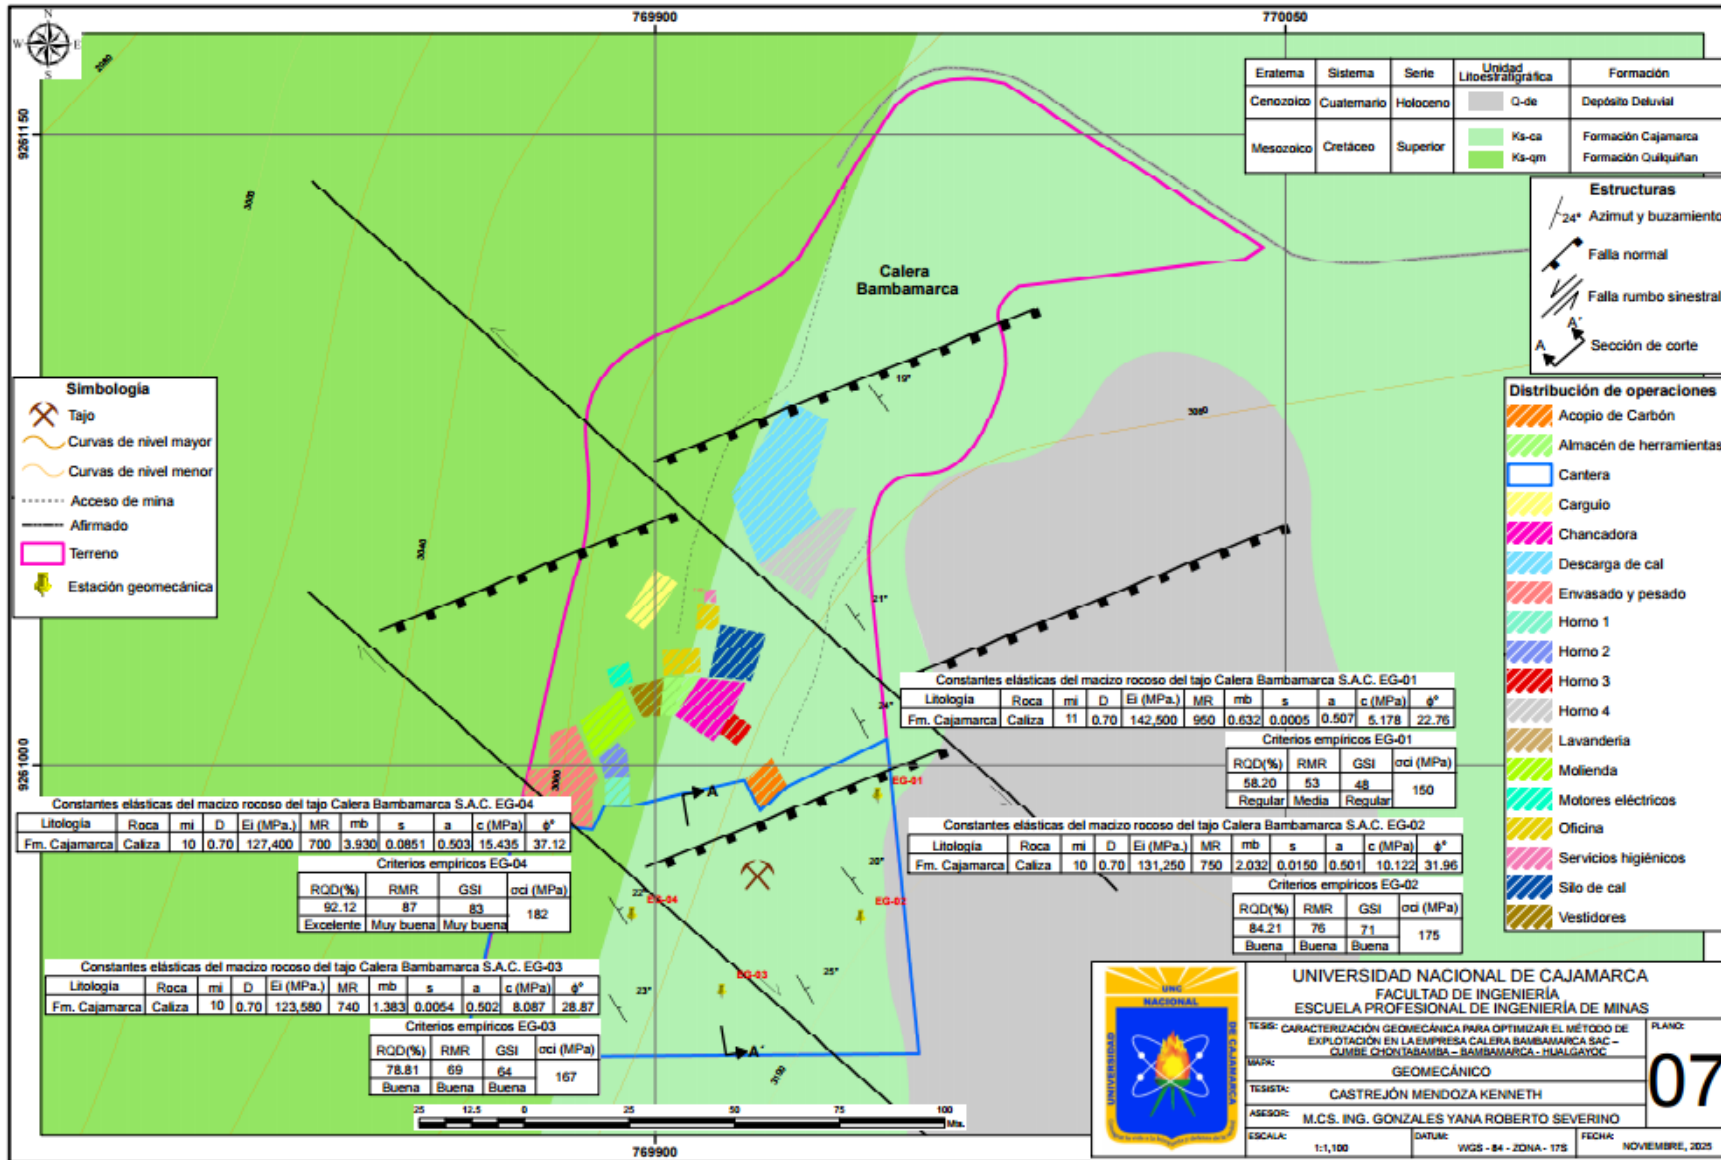 769900
770050
N
W
E
S
2980
9261150
3000
Eratema Sistema Serie Unidad Litoestratigráfica Formación
Cenozoico Cuaternario Holoceno Q-de Depósito Deluvial
Mesozoico Cretáceo Superior Ks-ca Formación Cajamarca
Ks-qm Formación Quilquiñan
Estructuras
24° Azimut y buzamiento
Falla normal
Falla rumbo sinestral
A A´ Sección de corte
Calera
Bambamarca
19°
3080
Simbología
Tajo
Curvas de nivel mayor
Curvas de nivel menor
Acceso de mina
Afirmado
Terreno
Estación geomecánica
3040
21°
24°
Distribución de operaciones
Acopio de Carbón
Almacén de herramientas
Cantera
Carguio
Chancadora
Descarga de cal
Envasado y pesado
Horno 1
Horno 2
Horno 3
Horno 4
Lavanderia
Molienda
Motores eléctricos
Oficina
Servicios higiénicos
Silo de cal
Vestidores
Constantes elásticas del macizo rocoso del tajo Calera Bambamarca S.A.C. EG-01
Litología Roca mi D Ei (MPa.) MR mb s a c (MPa) ϕ°
Fm. Cajamarca Caliza 11 0.70 142,500 950 0.632 0.0005 0.507 5.178 22.76
Criterios empíricos EG-01
RQD(%) RMR GSI σci (MPa)
58.20 53 48 150
Regular Media Regular
9261000
3060
A
EG-01
Constantes elásticas del macizo rocoso del tajo Calera Bambamarca S.A.C. EG-04
Litología Roca mi D Ei (MPa.) MR mb s a c (MPa) ϕ°
Fm. Cajamarca Caliza 10 0.70 127,400 700 3.930 0.0851 0.503 15.435 37.12
Criterios empíricos EG-04
RQD(%) RMR GSI σci (MPa)
92.12 87 83 182
Excelente Muy buena Muy buena
Constantes elásticas del macizo rocoso del tajo Calera Bambamarca S.A.C. EG-02
Litología Roca mi D Ei (MPa.) MR mb s a c (MPa) ϕ°
Fm. Cajamarca Caliza 10 0.70 131,250 750 2.032 0.0150 0.501 10.122 31.96
Criterios empíricos EG-02
RQD(%) RMR GSI σci (MPa)
84.21 76 71 175
Buena Buena Buena
20°
22°
EG-04
EG-02
EG-03
25°
23°
Constantes elásticas del macizo rocoso del tajo Calera Bambamarca S.A.C. EG-03
Litología Roca mi D Ei (MPa.) MR mb s a c (MPa) ϕ°
Fm. Cajamarca Caliza 10 0.70 123,580 740 1.383 0.0054 0.502 8.087 28.87
Criterios empíricos EG-03
RQD(%) RMR GSI σci (MPa)
78.81 69 64 167
Buena Buena Buena
A´
3100
25 12.5 0 25 50 75 100
Mts.
769900
UNC
NACIONAL
UNIVERSIDAD
DE CAJAMARCA
UNIVERSIDAD NACIONAL DE CAJAMARCA
FACULTAD DE INGENIERÍA
ESCUELA PROFESIONAL DE INGENIERÍA DE MINAS
TESIS: CARACTERIZACIÓN GEOMECÁNICA PARA OPTIMIZAR EL MÉTODO DE
EXPLOTACIÓN EN LA EMPRESA CALERA BAMBAMARCA SAC –
CUMBE CHONTABAMBA – BAMBAMARCA - HUALGAYOC
PLANO:
07
MAPA: GEOMECÁNICO
TESISTA: CASTREJÓN MENDOZA KENNETH
ASESOR: M.CS. ING. GONZALES YANA ROBERTO SEVERINO
ESCALA: 1:1,100
DATUM: WGS - 84 - ZONA - 17S
FECHA: NOVIEMBRE, 2025